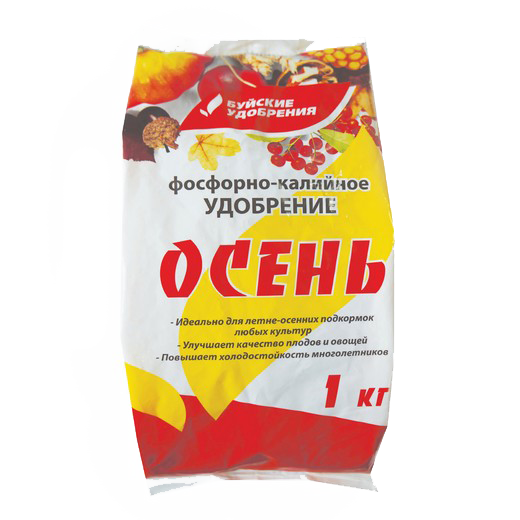 БУЙСКИЕ
УДОБРЕНИЯ
фосфорно-калийное
УДОБРЕНИЕ
ОСЕНЬ
- Идеально для летне-осенних подкормок
любых культур
- Улучшает качество плодов и овощей
- Повышает холодостойкость многолетников
1 кг